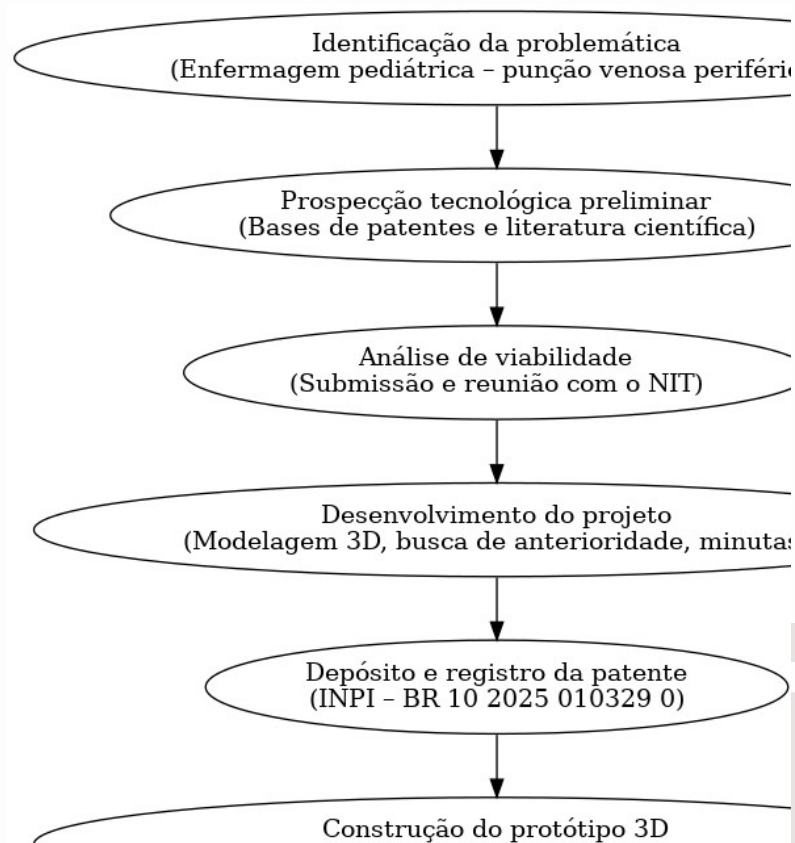 Identificação da problemática
(Enfermagem pediátrica – punção venosa
Prospecção tecnológica preliminar
(Bases de patentes e literatura científica)
Análise de viabilidade
(Submissão e reunião com o NIT)
Desenvolvimento do projeto
(Modelagem 3D, busca de anterioridade, minutas
Depósito e registro da patente
(INPI – BR 10 2025 010329 0)
Construção do protótipo 3D